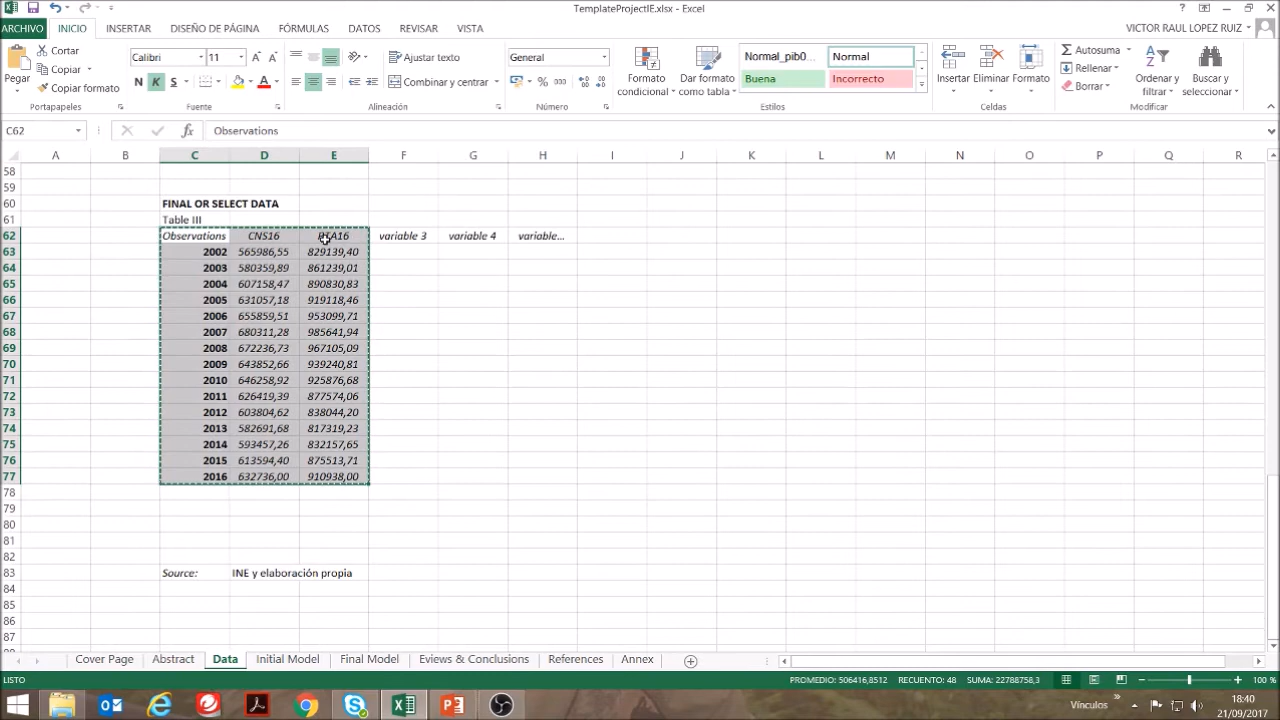 TemplateProjectIE.xlsx - Excel
ARCHIVO INICIO INSERTAR DISEÑO DE PÁGINA FÓRMULAS DATOS REVISAR VISTA VICTOR RAUL LOPEZ RUIZ
Pegar Cortar Copiar Copiar formato
Calibri 11 N K S
Ajustar texto Combinar y centrar
General
Formato condicional Dar formato como tabla
Normal_pib0... Normal Buena Incorrecto
Insertar Eliminar Formato
Autosuma Rellenar Borrar
Ordenar y filtrar Buscar y seleccionar
Portapapeles Fuente Alineación Número Estilos Celdas Modificar
C62 fx Observations
A B C D E F G H I J K L M N O P Q R
58
59
60 FINAL OR SELECT DATA
61 Table III
62 Observations CNS16 RTA16 variable 3 variable 4 variable...
63 2002 565986,55 829139,40
64 2003 580359,89 861239,01
65 2004 607158,47 890830,83
66 2005 631057,18 919118,46
67 2006 655859,51 953099,71
68 2007 680311,28 985641,94
69 2008 672236,73 967105,09
70 2009 643852,66 939240,81
71 2010 646258,92 925876,68
72 2011 626419,39 877574,06
73 2012 603804,62 838044,20
74 2013 582691,68 817319,23
75 2014 593457,26 832157,65
76 2015 613594,40 875513,71
77 2016 632736,00 910938,00
78
79
80
81
82
83 Source: INE y elaboración propia
84
85
86
87
Cover Page Abstract Data Initial Model Final Model Eviews & Conclusions References Annex
LISTO PROMEDIO: 506416,8512 RECUENTO: 48 SUMA: 22788758,3 100 %
Vínculos 18:40
21/09/2017